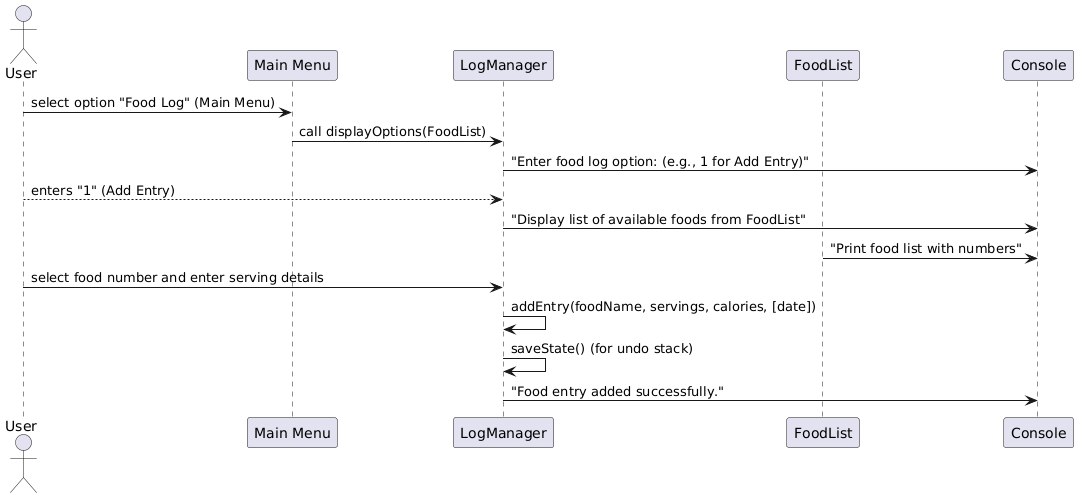 User
Main Menu
LogManager
FoodList
Console
select option "Food Log" (Main Menu)
call displayOptions(FoodList)
"Enter food log option: (e.g., 1 for Add Entry)"
enters "1" (Add Entry)
"Display list of available foods from FoodList"
"Print food list with numbers"
select food number and enter serving details
addEntry(foodName, servings, calories, [date])
saveState() (for undo stack)
"Food entry added successfully."
User
Main Menu
LogManager
FoodList
Console